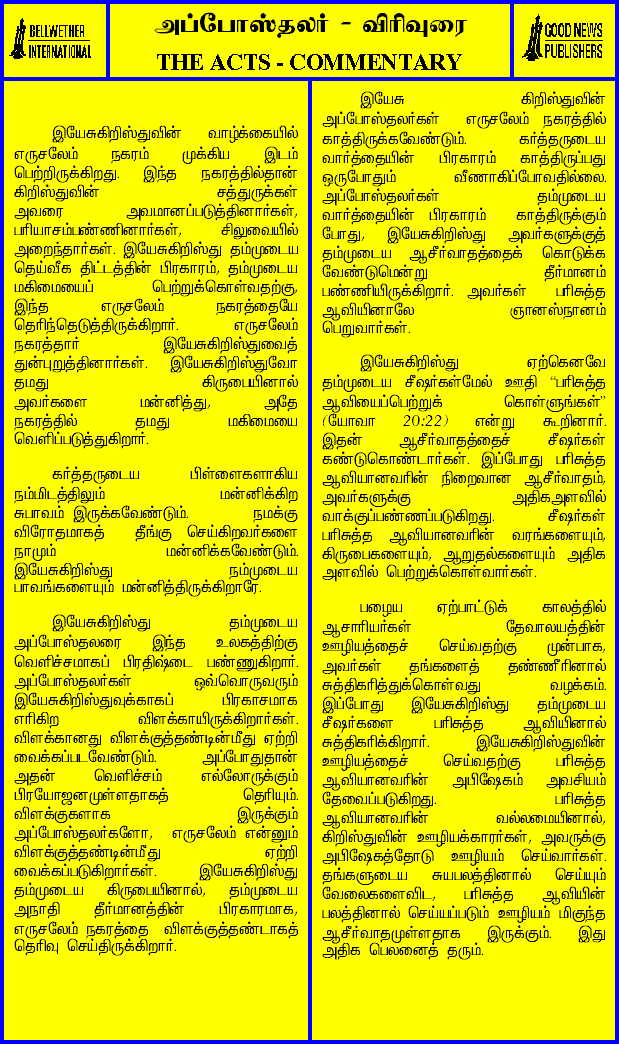 BELLWETHER
INTERNATIONAL
அப்போஸ்தலர் - விரிவுரை
THE ACTS - COMMENTARY
GOOD NEWS
PUBLISHERS
இயேசுகிறிஸ்துவின் வாழ்க்கையில்
எருசலேம் நகரம் முக்கிய இடம்
பெற்றிருக்கிறது. இந்த நகரத்தில்தான்
கிறிஸ்துவின் சத்துருக்கள்
அவரை அவமானப்படுத்தினார்கள்,
பரியாசம்பண்ணினார்கள், சிலுவையில்
அறைந்தார்கள். இயேசுகிறிஸ்து தம்முடைய
தெய்வீக திட்டத்தின் பிரகாரம், தம்முடைய
மகிமையைப் பெற்றுக்கொள்வதற்கு,
இந்த எருசலேம் நகரத்தையே
தெரிந்தெடுத்திருக்கிறார். எருசலேம்
நகரத்தார் இயேசுகிறிஸ்துவைத்
துன்புறுத்தினார்கள். இயேசுகிறிஸ்துவோ
தமது கிருபையினால்
அவர்களை மன்னித்து, அதே
நகரத்தில் தமது மகிமையை
வெளிப்படுத்துகிறார்.
கர்த்தருடைய பிள்ளைகளாகிய
நம்மிடத்திலும் மன்னிக்கிற
சுபாவம் இருக்கவேண்டும். நமக்கு
விரோதமாகத் தீங்கு செய்கிறவர்களை
நாமும் மன்னிக்கவேண்டும்.
இயேசுகிறிஸ்து நம்முடைய
பாவங்களையும் மன்னித்திருக்கிறாரே.
இயேசுகிறிஸ்து தம்முடைய
அப்போஸ்தலரை இந்த உலகத்திற்கு
வெளிச்சமாகப் பிரதிஷ்டை பண்ணுகிறார்.
அப்போஸ்தலர்கள் ஒவ்வொருவரும்
இயேசுகிறிஸ்துவுக்காகப் பிரகாசமாக
எரிகிற விளக்காயிருக்கிறார்கள்.
விளக்கானது விளக்குத்தண்டின்மீது ஏற்றி
வைக்கப்படவேண்டும். அப்போதுதான்
அதன் வெளிச்சம் எல்லோருக்கும்
பிரயோஜனமுள்ளதாகத் தெரியும்.
விளக்குகளாக இருக்கும்
அப்போஸ்தலர்களோ, எருசலேம் என்னும்
விளக்குத்தண்டின்மீது ஏற்றி
வைக்கப்படுகிறார்கள். இயேசுகிறிஸ்து
தம்முடைய கிருபையினால், தம்முடைய
அநாதி தீர்மானத்தின் பிரகாரமாக,
எருசலேம் நகரத்தை விளக்குத்தண்டாகத்
தெரிவு செய்திருக்கிறார்.
இயேசு கிறிஸ்துவின்
அப்போஸ்தலர்கள் எருசலேம் நகரத்தில்
காத்திருக்கவேண்டும். கர்த்தருடைய
வார்த்தையின் பிரகாரம் காத்திருப்பது
ஒருபோதும் வீணாகிப்போவதில்லை.
அப்போஸ்தலர்கள் தம்முடைய
வார்த்தையின் பிரகாரம் காத்திருக்கும்
போது, இயேசுகிறிஸ்து அவர்களுக்குத்
தம்முடைய ஆசீர்வாதத்தைக் கொடுக்க
வேண்டுமென்று தீர்மானம்
பண்ணியிருக்கிறார். அவர்கள் பரிசுத்த
ஆவியினாலே ஞானஸ்நானம்
பெறுவார்கள்.
இயேசுகிறிஸ்து ஏற்கெனவே
தம்முடைய சீஷர்கள்மேல் ஊதி “பரிசுத்த
ஆவியைப்பெற்றுக் கொள்ளுங்கள்”
(யோவா 20:22) என்று கூறினார்.
இதன் ஆசீர்வாதத்தைச் சீஷர்கள்
கண்டுகொண்டார்கள். இப்போது பரிசுத்த
ஆவியானவரின் நிறைவான ஆசீர்வாதம்,
அவர்களுக்கு அதிகஅளவில்
வாக்குப்பண்ணப்படுகிறது. சீஷர்கள்
பரிசுத்த ஆவியானவரின் வரங்களையும்,
கிருபைகளையும், ஆறுதல்களையும் அதிக
அளவில் பெற்றுக்கொள்வார்கள்.
பழைய ஏற்பாட்டுக் காலத்தில்
ஆசாரியர்கள் தேவாலயத்தின்
ஊழியத்தைச் செய்வதற்கு முன்பாக,
அவர்கள் தங்களைத் தண்ணீரினால்
சுத்திகரித்துக்கொள்வது வழக்கம்.
இப்போது இயேசுகிறிஸ்து தம்முடைய
சீஷர்களை பரிசுத்த ஆவியினால்
சுத்திகரிக்கிறார். இயேசுகிறிஸ்துவின்
ஊழியத்தைச் செய்வதற்கு பரிசுத்த
ஆவியானவரின் அபிஷேகம் அவசியம்
தேவைப்படுகிறது. பரிசுத்த
ஆவியானவரின் வல்லமையினால்,
கிறிஸ்துவின் ஊழியக்காரர்கள், அவருக்கு
அபிஷேகத்தோடு ஊழியம் செய்வார்கள்.
தங்களுடைய சுயபலத்தினால் செய்யும்
வேலைகளைவிட, பரிசுத்த ஆவியின்
பலத்தினால் செய்யப்படும் ஊழியம் மிகுந்த
ஆசீர்வாதமுள்ளதாக இருக்கும். இது
அதிக பெலனைத் தரும்.